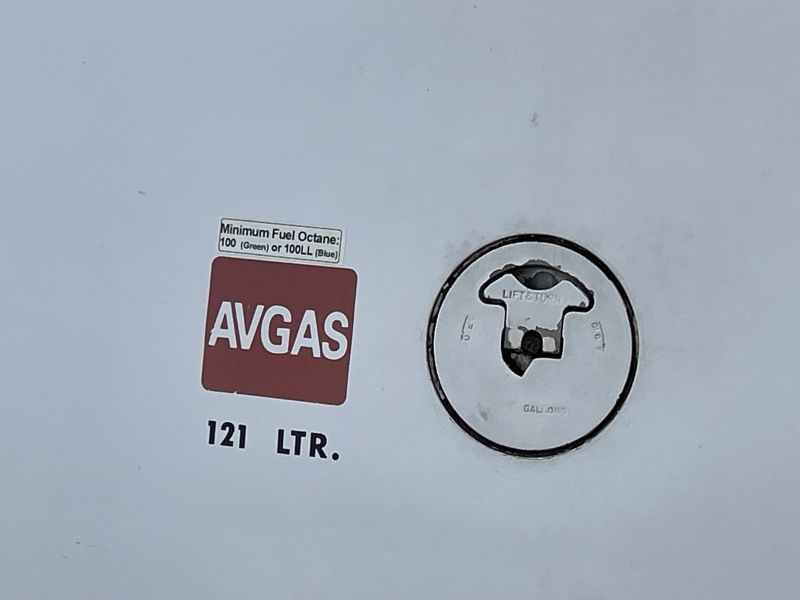 Minimum Fuel Octane:
100 (Green) or 100LL (Blue)
AVGAS
121 LTR.
LIFT & TURN
GALLONS